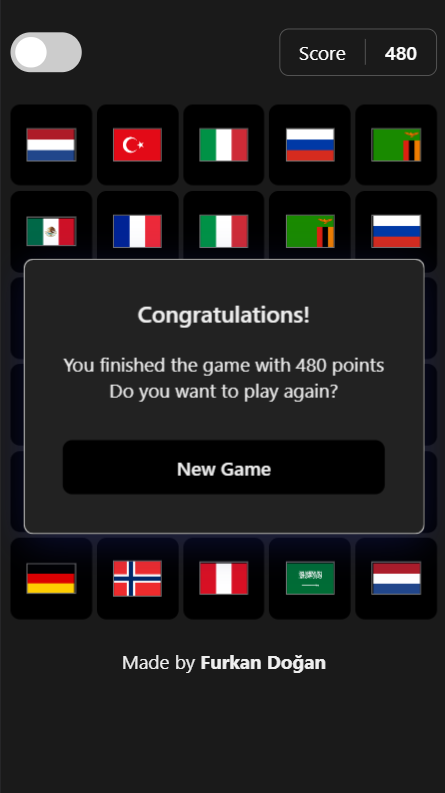 Score 480
Congratulations!
You finished the game with 480 points
Do you want to play again?
New Game
Made by Furkan Doğan